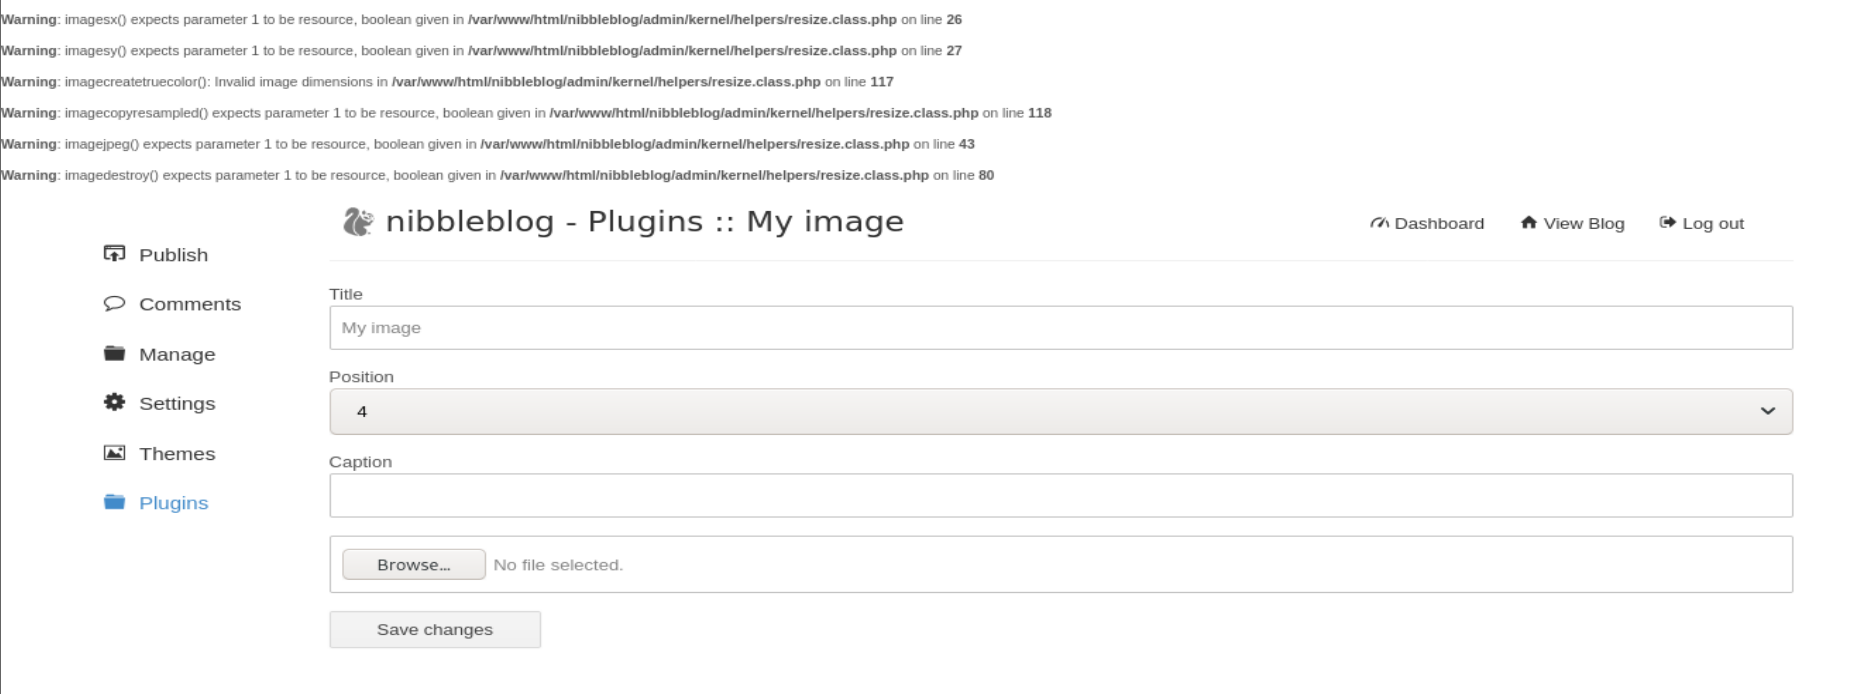 Warning: imagesx() expects parameter 1 to be resource, boolean given in /var/www/html/nibbleblog/admin/kernel/helpers/resize.class.php on line 26
Warning: imagesy() expects parameter 1 to be resource, boolean given in /var/www/html/nibbleblog/admin/kernel/helpers/resize.class.php on line 27
Warning: imagecreatetruecolor(): Invalid image dimensions in /var/www/html/nibbleblog/admin/kernel/helpers/resize.class.php on line 117
Warning: imagecopyresampled() expects parameter 1 to be resource, boolean given in /var/www/html/nibbleblog/admin/kernel/helpers/resize.class.php on line 118
Warning: imagejpeg() expects parameter 1 to be resource, boolean given in /var/www/html/nibbleblog/admin/kernel/helpers/resize.class.php on line 43
Warning: imagedestroy() expects parameter 1 to be resource, boolean given in /var/www/html/nibbleblog/admin/kernel/helpers/resize.class.php on line 80
nibbleblog - Plugins :: My image
Dashboard
View Blog
Log out
Publish
Comments
Manage
Settings
Themes
Plugins
Title
My image
Position
4
Caption
Browse...
No file selected.
Save changes